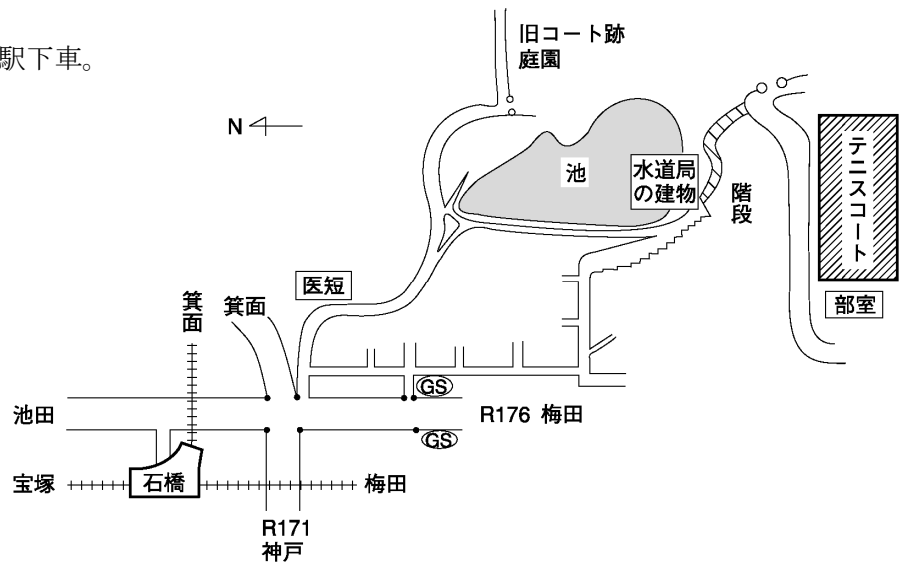 駅下車。
旧コート跡
庭園
N
池
水道局
の建物
階段
テニスコート
部室
医短
箕面
箕面
GS
池田
R176 梅田
GS
石橋
宝塚
梅田
R171
神戸